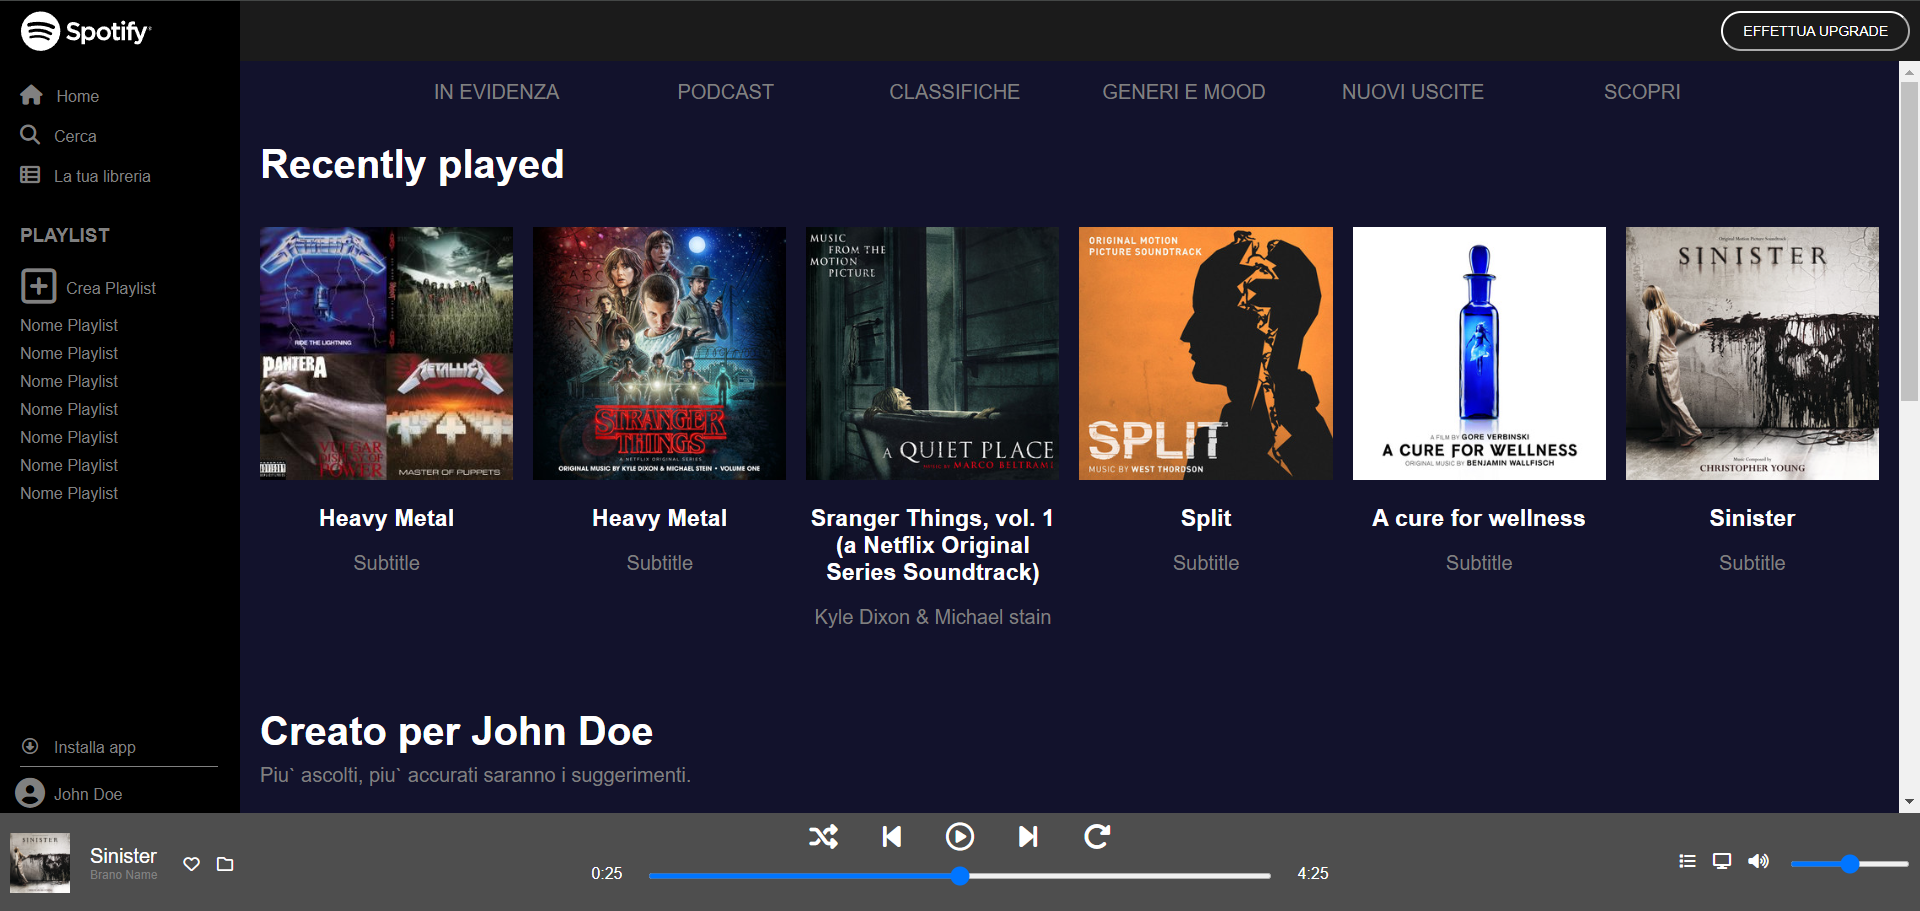 Spotify
EFFETTUA UPGRADE
Home
Cerca
La tua libreria
PLAYLIST
Crea Playlist
Nome Playlist
Nome Playlist
Nome Playlist
Nome Playlist
Nome Playlist
Nome Playlist
Nome Playlist
Installa app
John Doe
IN EVIDENZA
PODCAST
CLASSIFICHE
GENERI E MOOD
NUOVI USCITE
SCOPRI
Recently played
METALLICA
RIDE THE LIGHTNING
PANTERA
VULGAR
DISPLAY OF
POWER
METALLICA
MASTER OF PUPPETS
Heavy Metal
Subtitle
STRANGER
THINGS
A NETFLIX ORIGINAL SERIES
ORIGINAL MUSIC BY KYLE DIXON & MICHAEL STEIN • VOLUME ONE
Heavy Metal
Subtitle
MUSIC
FROM THE
MOTION
PICTURE
A QUIET PLACE
MUSIC BY MARCO BELTRAMI
Sranger Things, vol. 1
(a Netflix Original
Series Soundtrack)
Kyle Dixon & Michael stain
ORIGINAL MOTION
PICTURE SOUNDTRACK
SPLIT
MUSIC BY WEST THORDSON
Split
Subtitle
A FILM BY GORE VERBINSKI
A CURE FOR WELLNESS
ORIGINAL MUSIC BY BENJAMIN WALLFISCH
A cure for wellness
Subtitle
Original Motion Picture Soundtrack
SINISTER
Music Composed by
CHRISTOPHER YOUNG
Sinister
Subtitle
Creato per John Doe
Piu` ascolti, piu` accurati saranno i suggerimenti.
SINISTER
Sinister
Brano Name
0:25
4:25